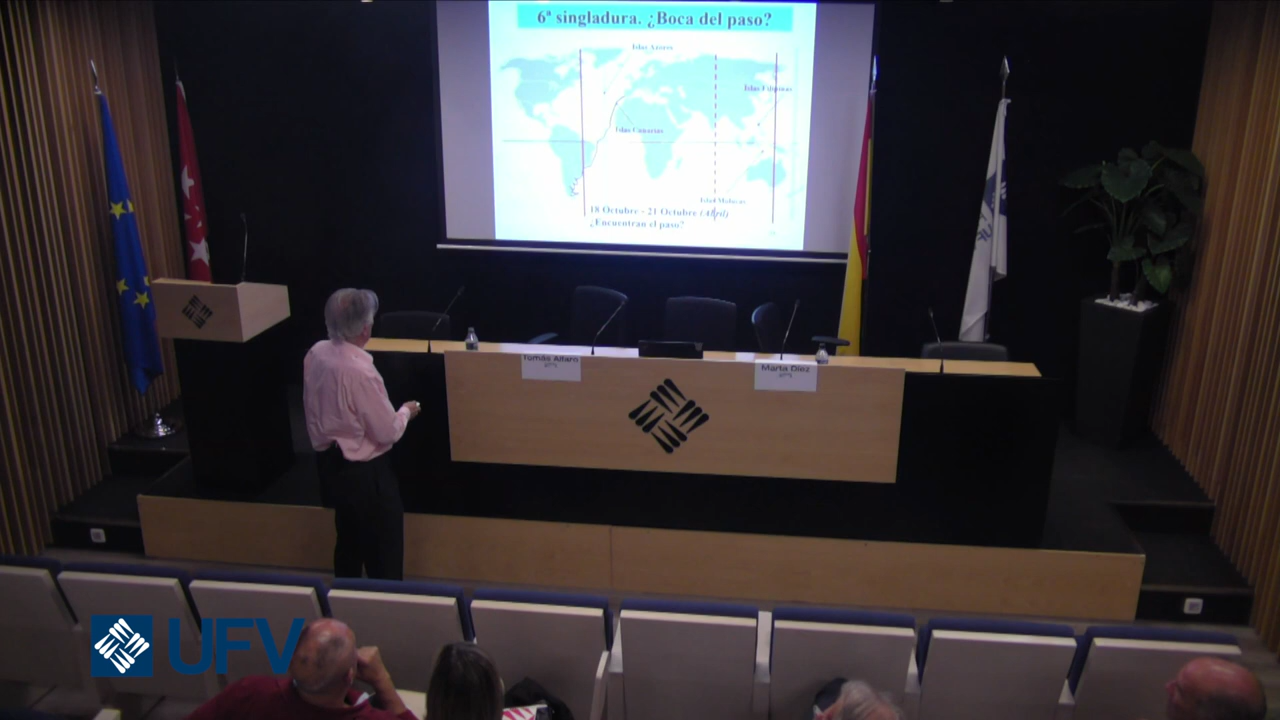 6ª singladura. ¿Boca del paso?
Islas Azores
Islas Filipinas
Islas Canarias
Islas Molucas
18 Octubre - 21 Octubre (Abril)
¿Encuentran el paso?
Tomás Alfaro
Marta Díez
UFV